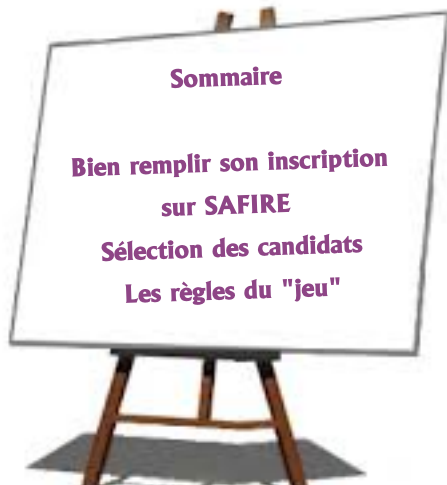 Sommaire
Bien remplir son inscription
sur SAFIRE
Sélection des candidats
Les règles du "jeu"